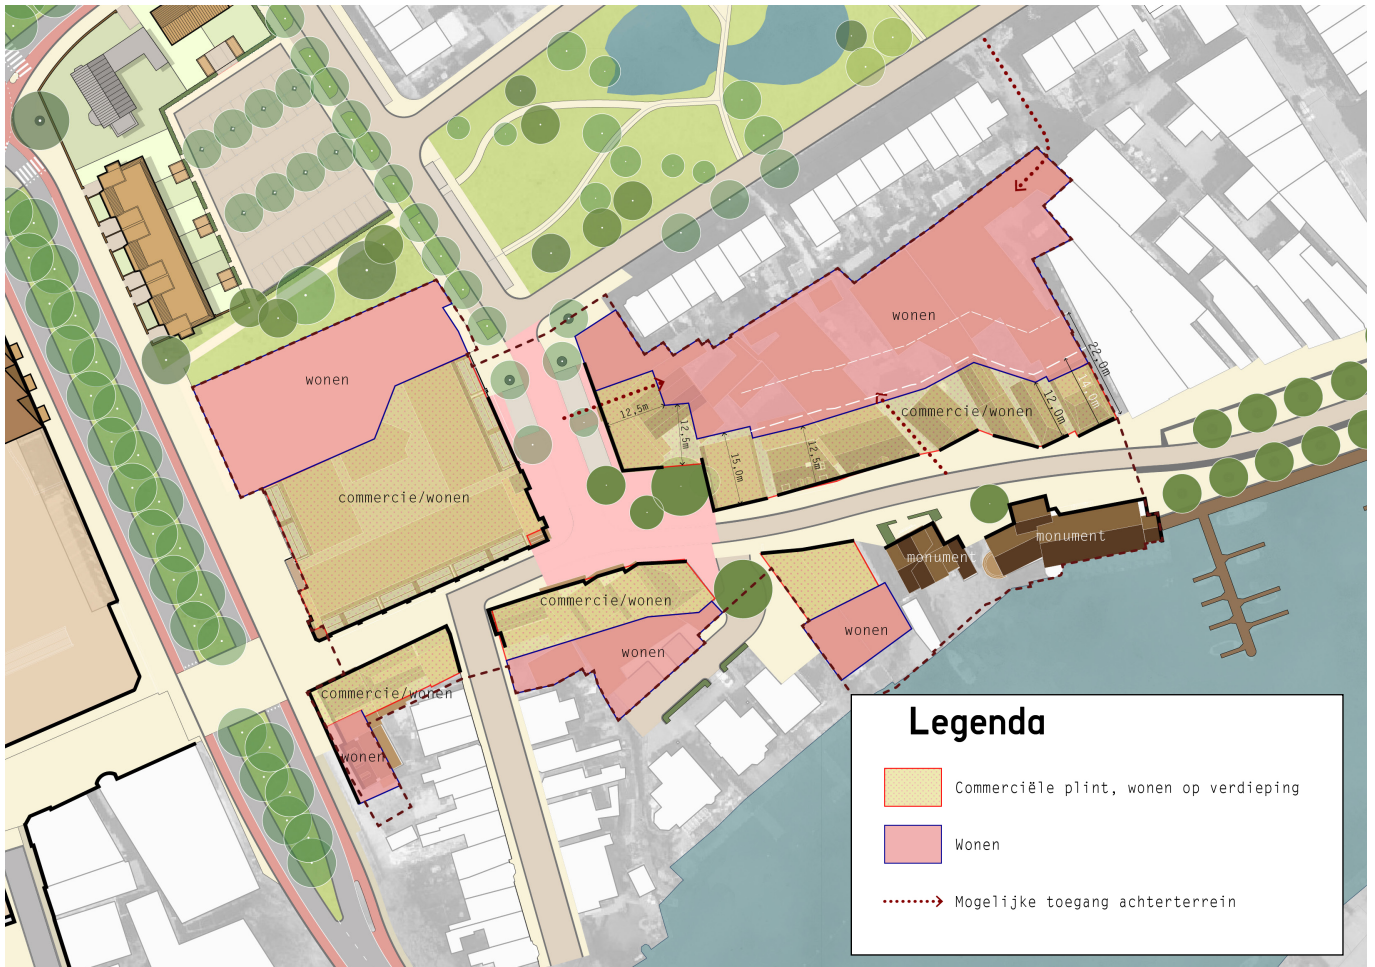 wonen
wonen
22,0m
14,0m
12,0m
commercie/wonen
12,5m
12,5m
15,0m
12,5m
commercie/wonen
monument
monument
commercie/wonen
wonen
wonen
commercie/wonen
wonen
Legenda
Commerciële plint, wonen op verdieping
Wonen
Mogelijke toegang achterterrein